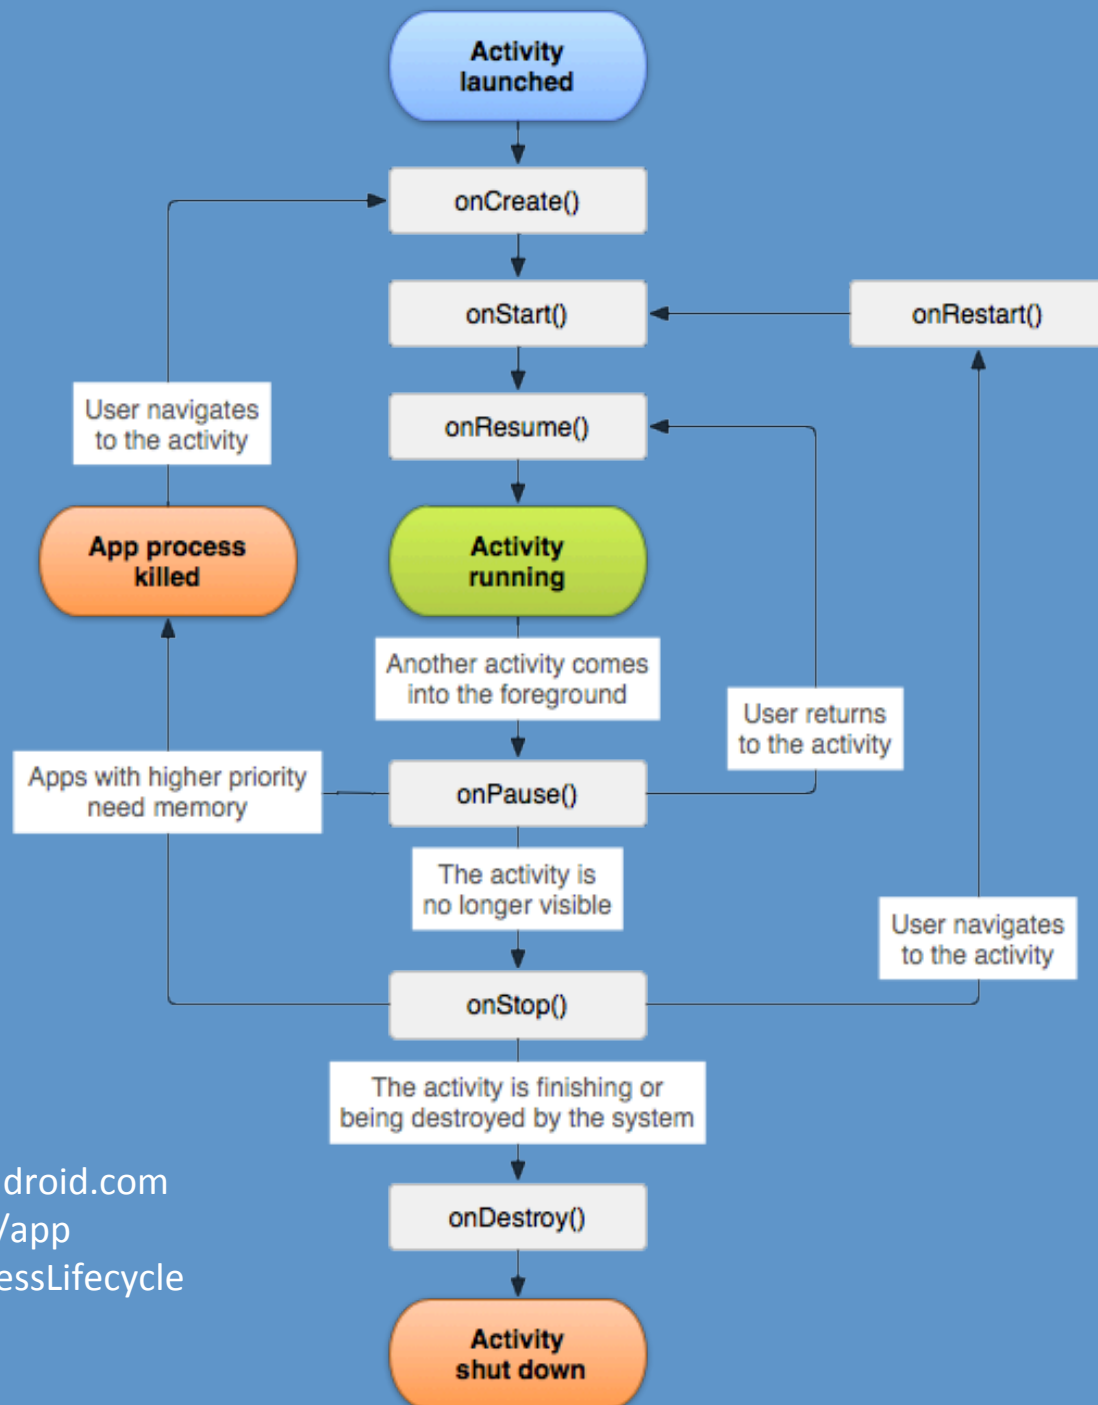 Activity
launched
onCreate()
onStart()
onRestart()
onResume()
User navigates
to the activity
App process
killed
Activity
running
Another activity comes
into the foreground
User returns
to the activity
Apps with higher priority
need memory
onPause()
The activity is
no longer visible
User navigates
to the activity
onStop()
The activity is finishing or
being destroyed by the system
droid.com
/app
essLifecycle
onDestroy()
Activity
shut down